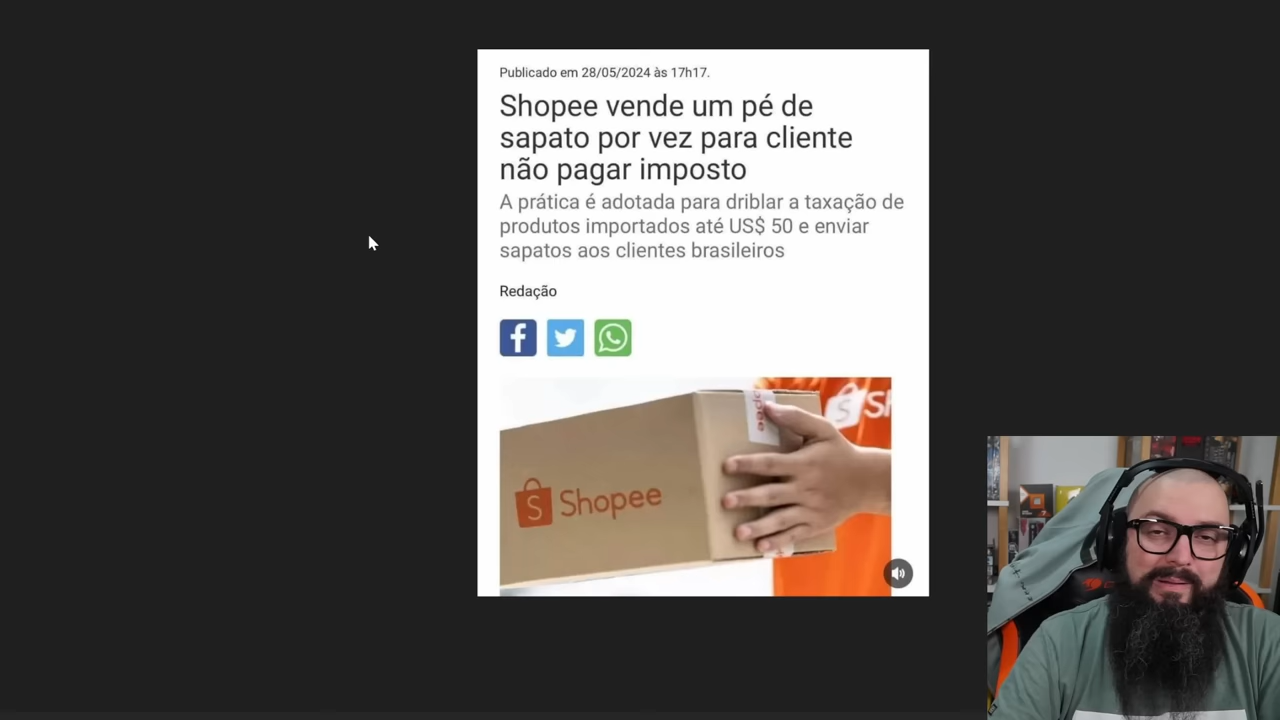 Publicado em 28/05/2024 às 17h17.
Shopee vende um pé de
sapato por vez para cliente
não pagar imposto
A prática é adotada para driblar a taxação de
produtos importados até US$ 50 e enviar
sapatos aos clientes brasileiros
Redação
Shopee